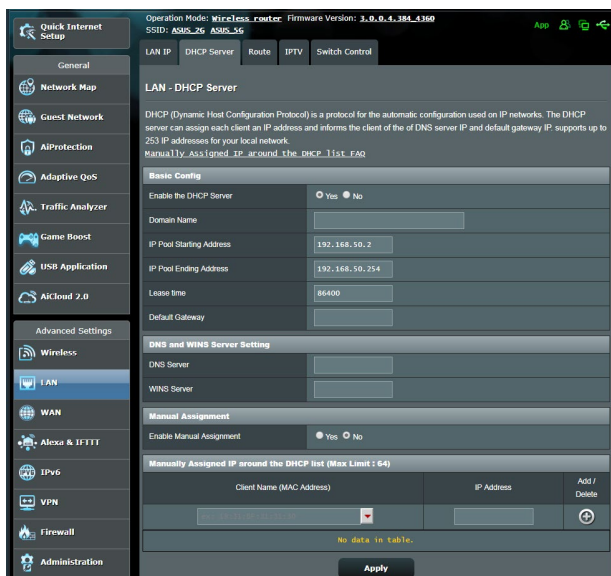 Quick Internet Setup
Operation Mode: Wireless router Firmware Version: 3.0.0.4.384_4360
SSID: ASUS_2G ASUS_5G
App
LAN IP DHCP Server Route IPTV Switch Control
General
Network Map
Guest Network
AiProtection
Adaptive QoS
Traffic Analyzer
Game Boost
USB Application
AiCloud 2.0
Advanced Settings
Wireless
LAN
WAN
Alexa & IFTTT
IPv6
VPN
Firewall
Administration
LAN - DHCP Server
DHCP (Dynamic Host Configuration Protocol) is a protocol for the automatic configuration used on IP networks. The DHCP
server can assign each client an IP address and informs the client of the of DNS server IP and default gateway IP. supports up to
253 IP addresses for your local network.
Manually Assigned IP around the DHCP list FAQ
Basic Config
Enable the DHCP Server Yes No
Domain Name
IP Pool Starting Address 192.168.50.2
IP Pool Ending Address 192.168.50.254
Lease time 86400
Default Gateway
DNS and WINS Server Setting
DNS Server
WINS Server
Manual Assignment
Enable Manual Assignment Yes No
Manually Assigned IP around the DHCP list (Max Limit : 64)
Client Name (MAC Address) IP Address Add / Delete
No data in table.
Apply